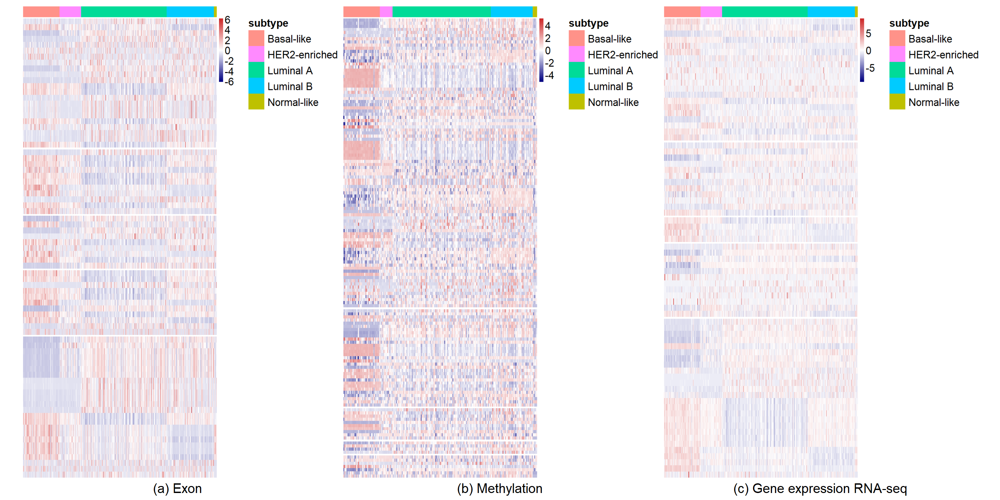 6
4
2
0
-2
-4
-6
subtype
Basal-like
HER2-enriched
Luminal A
Luminal B
Normal-like
4
2
0
-2
-4
subtype
Basal-like
HER2-enriched
Luminal A
Luminal B
Normal-like
5
0
-5
subtype
Basal-like
HER2-enriched
Luminal A
Luminal B
Normal-like
(a) Exon
(b) Methylation
(c) Gene expression RNA-seq